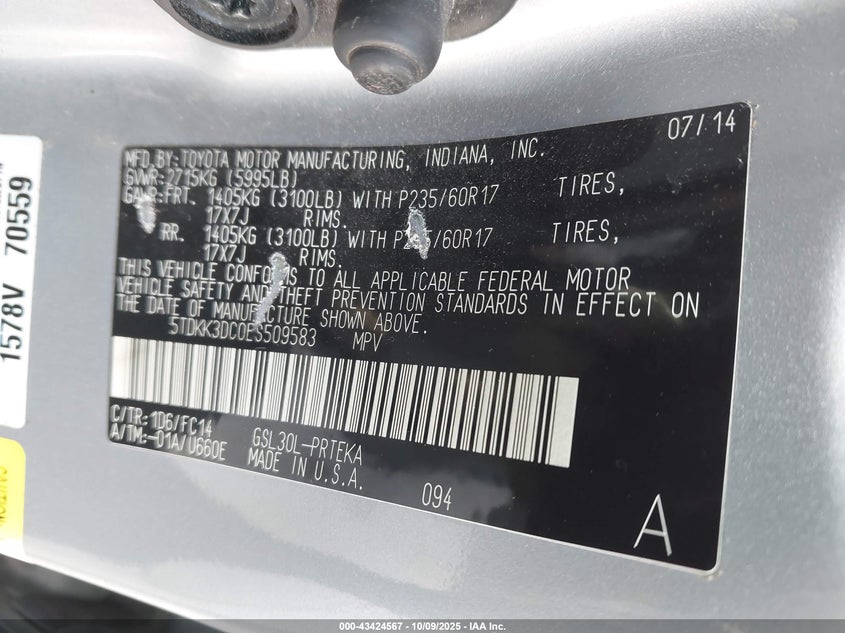 07/14
MFD. BY: TOYOTA MOTOR MANUFACTURING, INDIANA, INC.
GVWR: 2715KG (5995LB)
GAWR: FRT. 1405KG (3100LB) WITH P235/60R17 TIRES,
17X7J RIMS.
RR. 1405KG (3100LB) WITH P235/60R17 TIRES,
17X7J RIMS.
THIS VEHICLE CONFORMS TO ALL APPLICABLE FEDERAL MOTOR
VEHICLE SAFETY AND THEFT PREVENTION STANDARDS IN EFFECT ON
THE DATE OF MANUFACTURE SHOWN ABOVE.
5TDKK3DC0ES509583 MPV
C/TR: 1D6/FC14
A/TM: -01A/U660E
GSL30L-PRTEKA
MADE IN U.S.A.
094
A
1578V 70559
000-43424567 - 10/09/2025 - IAA Inc.